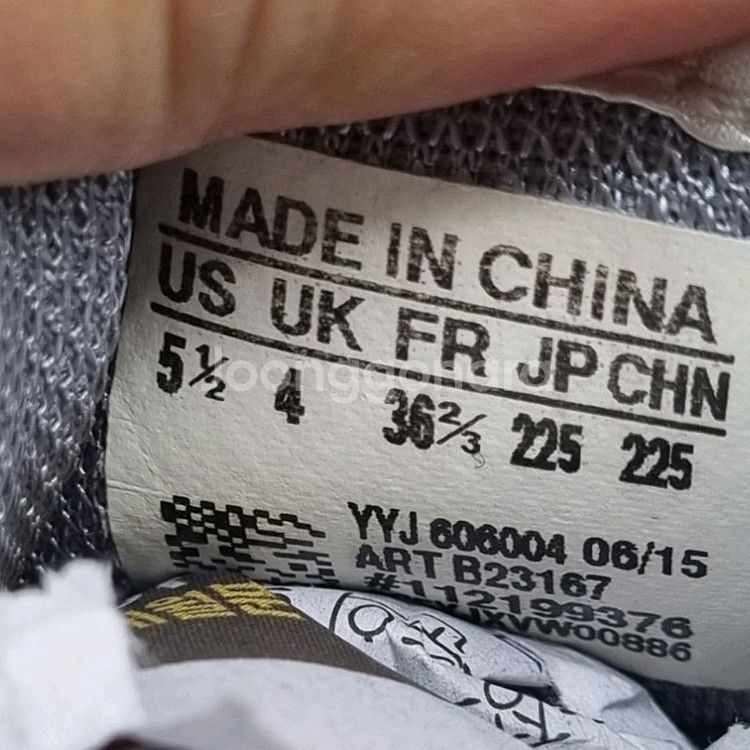 MADE IN CHINA
US UK FR JP CHN
5½ 4 36⅔ 225 225
YYJ 606004 06/15
ART B23167
#112199376